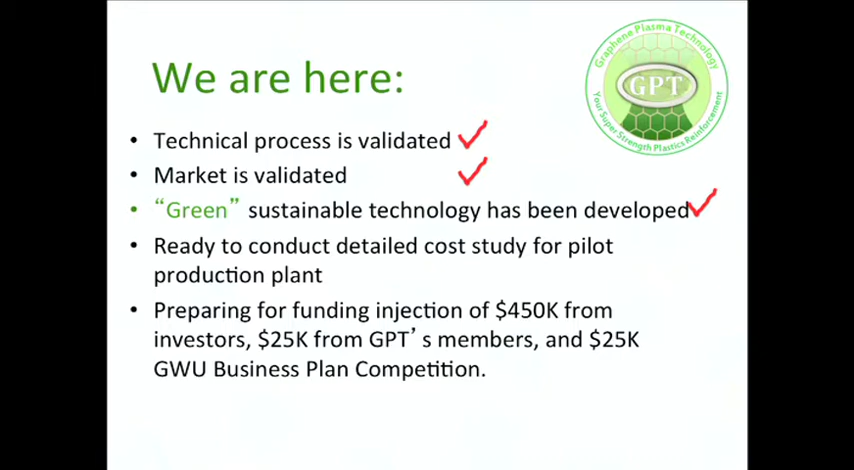 We are here:
Graphene Plasma Technology
GPT
Your Super Strength Plastics Reinforcement
• Technical process is validated
• Market is validated
• “Green” sustainable technology has been developed
• Ready to conduct detailed cost study for pilot
production plant
• Preparing for funding injection of $450K from
investors, $25K from GPT’s members, and $25K
GWU Business Plan Competition.